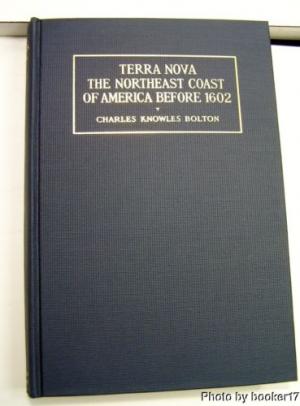 TERRA NOVA
THE NORTHEAST COAST
OF AMERICA BEFORE 1602
CHARLES KNOWLES BOLTON
Photo by booker17